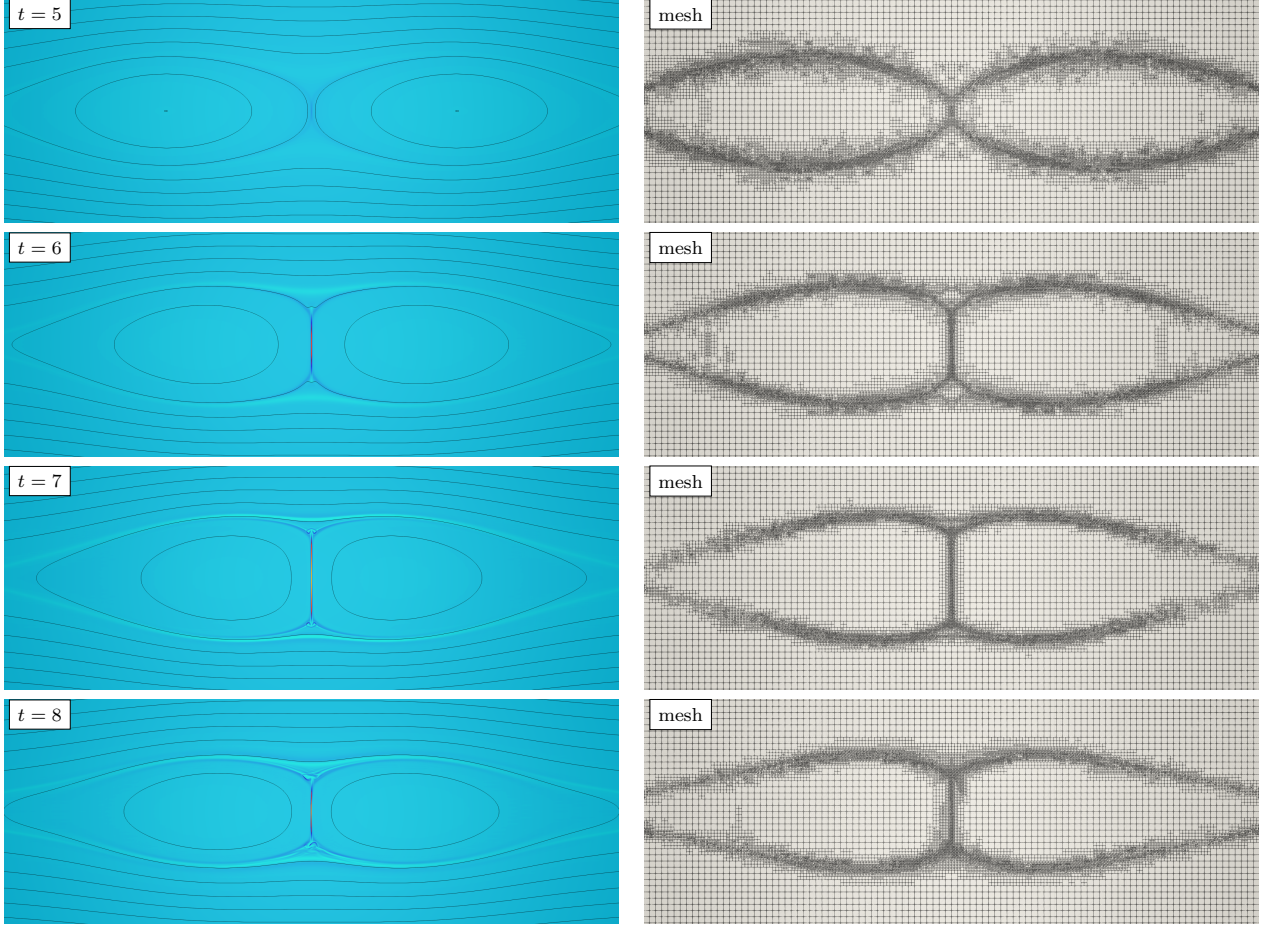 t = 5
mesh
t = 6
mesh
t = 7
mesh
t = 8
mesh